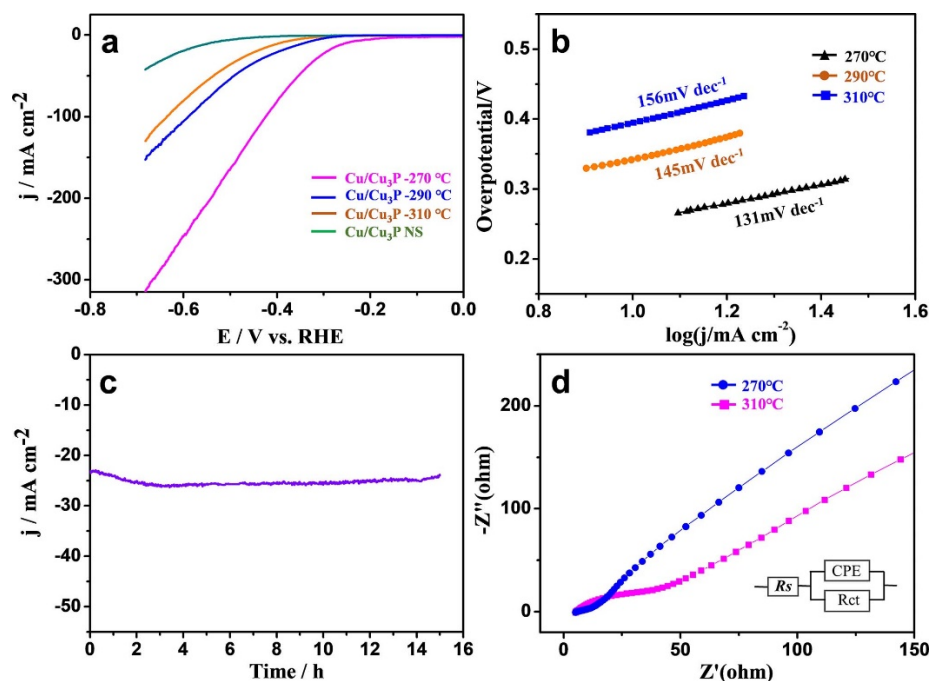 a
0
-100
-200
-300
-0.8
-0.6
-0.4
-0.2
0.0
j / mA cm⁻²
E / V vs. RHE
Cu/Cu₃P -270 °C
Cu/Cu₃P -290 °C
Cu/Cu₃P -310 °C
Cu/Cu₃P NS
b
0.5
0.4
0.3
0.2
0.8
1.0
1.2
1.4
1.6
Overpotential/V
log(j/mA cm⁻²)
270°C
290°C
310°C
156mV dec⁻¹
145mV dec⁻¹
131mV dec⁻¹
c
0
-10
-20
-30
-40
-50
0
2
4
6
8
10
12
14
16
j / mA cm⁻²
Time / h
d
200
100
0
0
50
100
150
-Z''(ohm)
Z'(ohm)
270°C
310°C
Rs
CPE
Rct